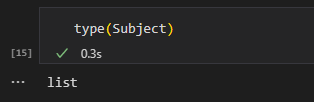 type(Subject)
[15]
✓ 0.3s
... list